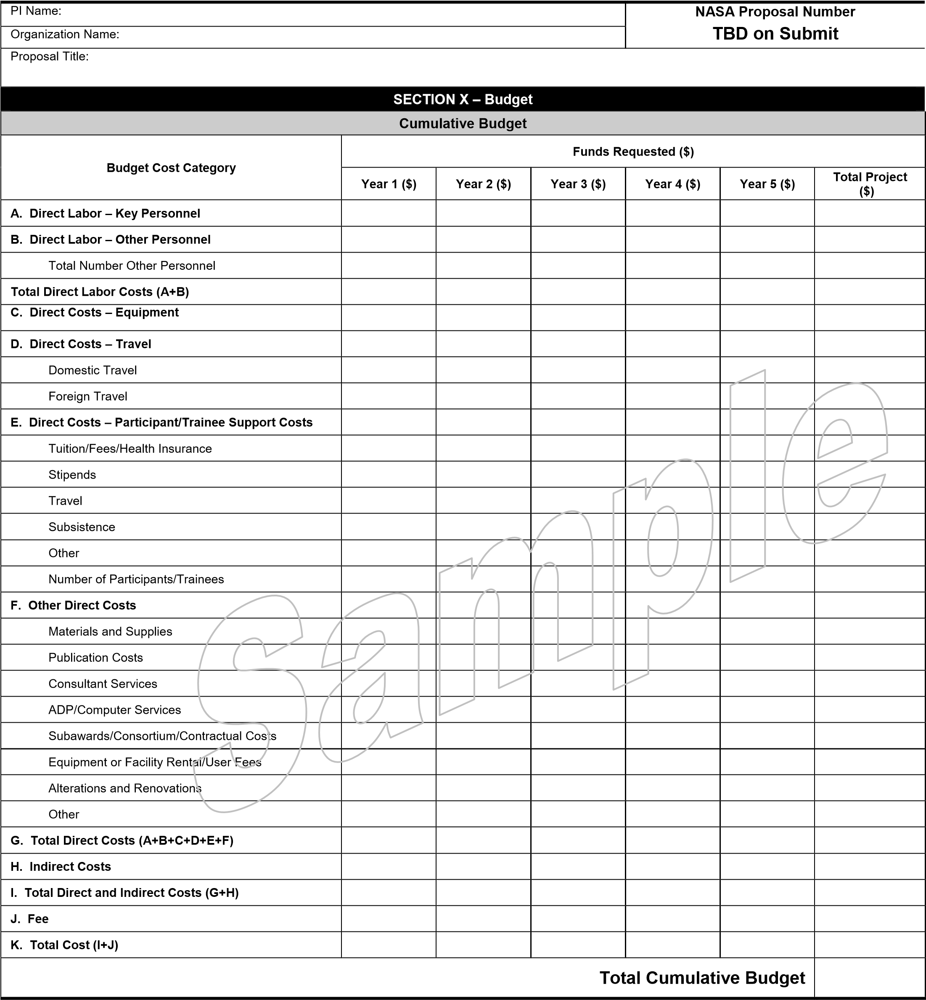 PI Name:
NASA Proposal Number
Organization Name:
TBD on Submit
Proposal Title:
SECTION X – Budget
Cumulative Budget
Budget Cost Category
Funds Requested ($)
Year 1 ($) Year 2 ($) Year 3 ($) Year 4 ($) Year 5 ($) Total Project
($)
A. Direct Labor – Key Personnel
B. Direct Labor – Other Personnel
Total Number Other Personnel
Total Direct Labor Costs (A+B)
C. Direct Costs – Equipment
D. Direct Costs – Travel
Domestic Travel
Foreign Travel
E. Direct Costs – Participant/Trainee Support Costs
Tuition/Fees/Health Insurance
Stipends
Travel
Subsistence
Other
Number of Participants/Trainees
F. Other Direct Costs
Materials and Supplies
Publication Costs
Consultant Services
ADP/Computer Services
Subawards/Consortium/Contractual Costs
Equipment or Facility Rental/User Fees
Alterations and Renovations
Other
G. Total Direct Costs (A+B+C+D+E+F)
H. Indirect Costs
I. Total Direct and Indirect Costs (G+H)
J. Fee
K. Total Cost (I+J)
Total Cumulative Budget
Sample